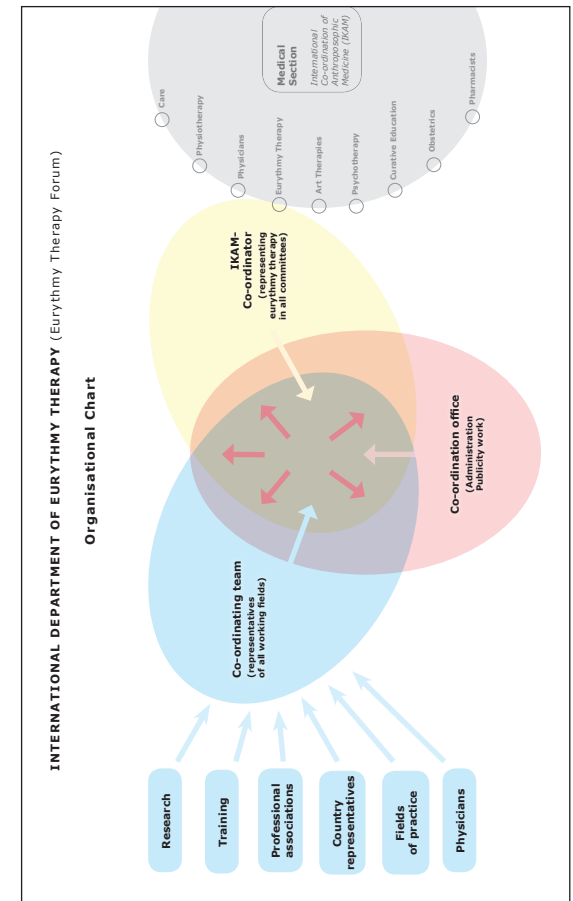 INTERNATIONAL DEPARTMENT OF EURYTHMY THERAPY (Eurythmy Therapy Forum)
Organisational Chart
Research
Training
Professional
associations
Country
representatives
Fields
of practice
Physicians
Co-ordinating team
(representatives
of all working fields)
IKAM-
Co-ordinator
(representing
eurythmy therapy
in all committees)
Co-ordination office
(Administration
Publicity work)
Care
Physiotherapy
Physicians
Eurythmy Therapy
Art Therapies
Psychotherapy
Curative Education
Obstetrics
Pharmacists
Medical
Section
International
Co-ordination of
Anthroposophic
Medicine (IKAM)